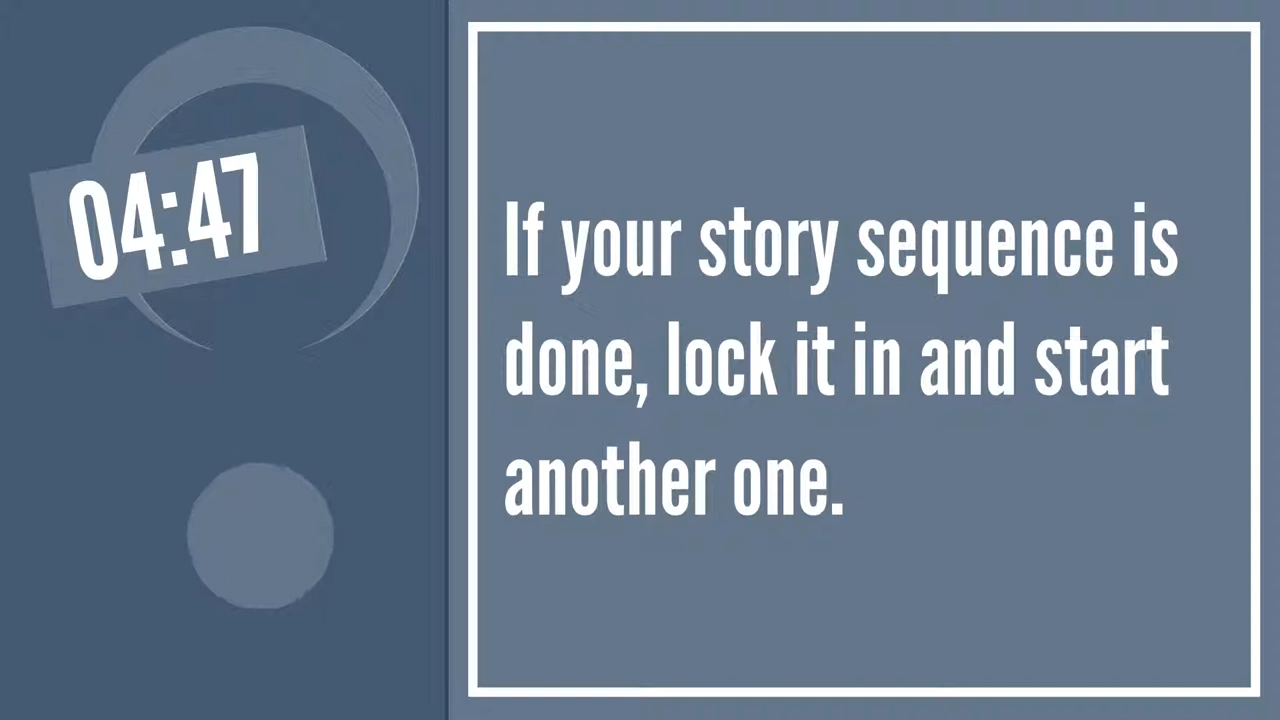 04:47
If your story sequence is
done, lock it in and start
another one.